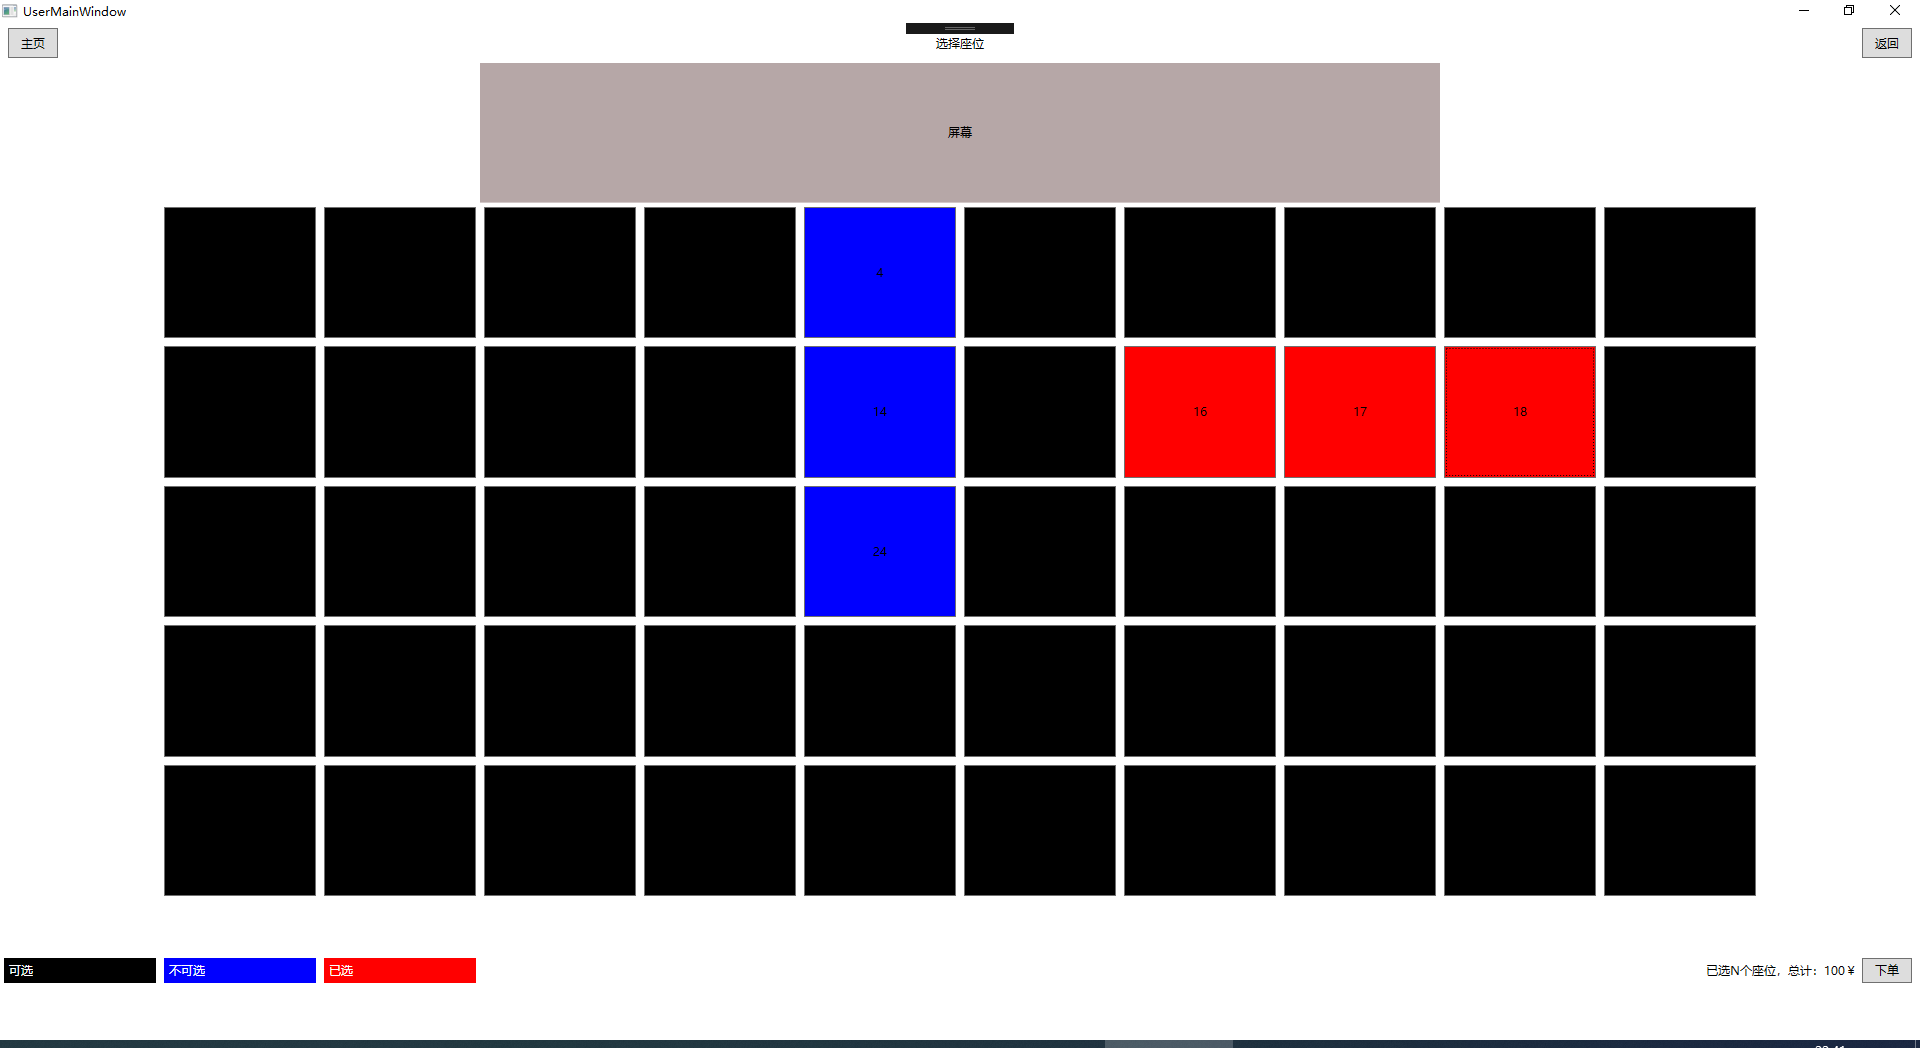 UserMainWindow
主页
选择座位
返回
屏幕
4
14
16
17
18
24
可选
不可选
已选
已选N个座位，总计：100 ¥
下单